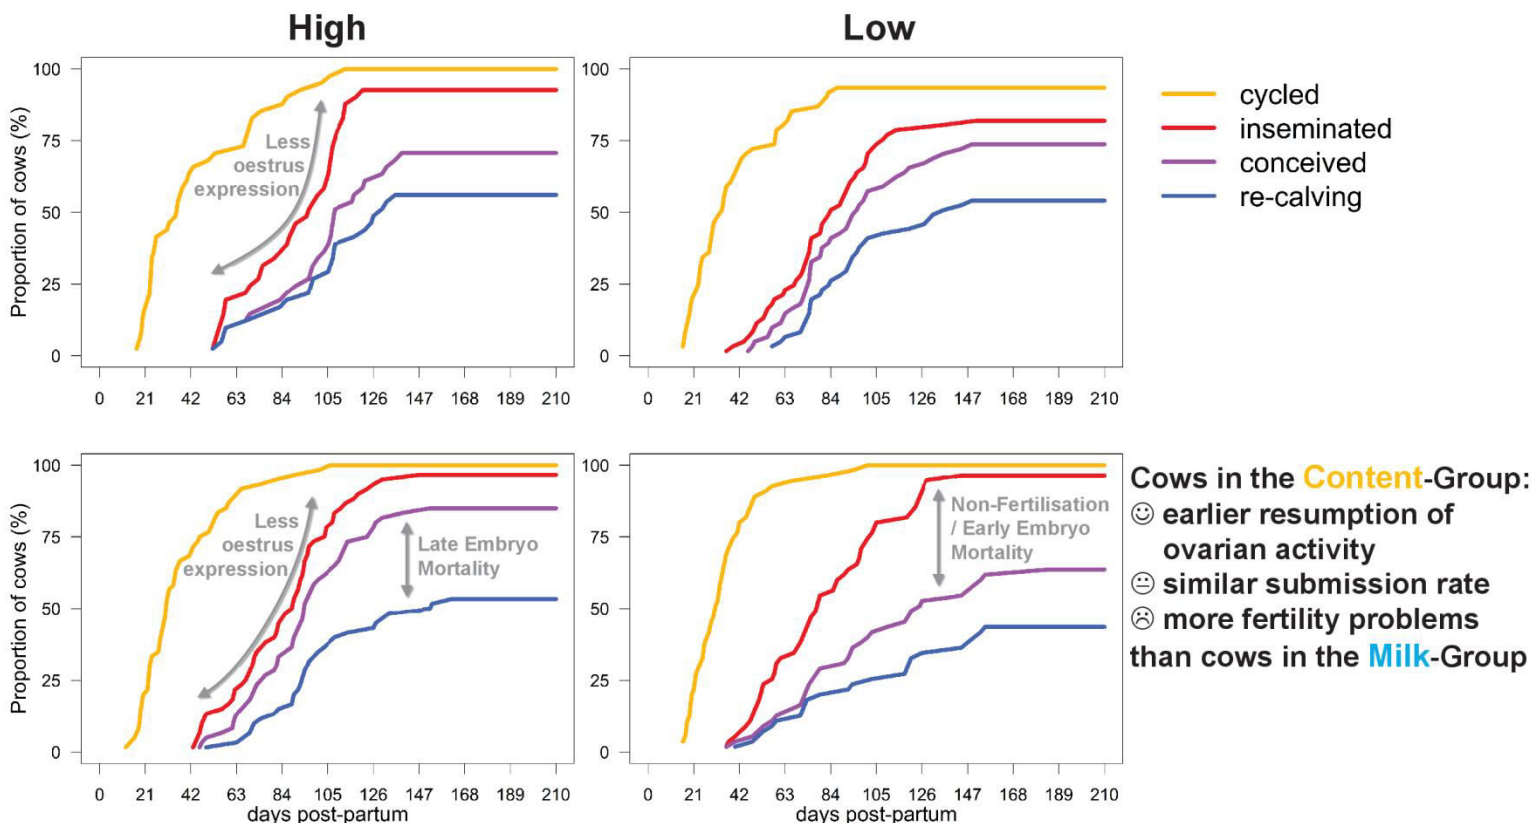 High
Low
Proportion of cows (%)
100
75
50
25
0
Less
oestrus
expression
0 21 42 63 84 105 126 147 168 189 210
100
75
50
25
0
0 21 42 63 84 105 126 147 168 189 210
cycled
inseminated
conceived
re-calving
Proportion of cows (%)
100
75
50
25
0
Less
oestrus
expression
Late Embryo
Mortality
0 21 42 63 84 105 126 147 168 189 210
days post-partum
100
75
50
25
0
Non-Fertilisation
/ Early Embryo
Mortality
0 21 42 63 84 105 126 147 168 189 210
days post-partum
Cows in the Content-Group:
☺ earlier resumption of
ovarian activity
😐 similar submission rate
☹ more fertility problems
than cows in the Milk-Group